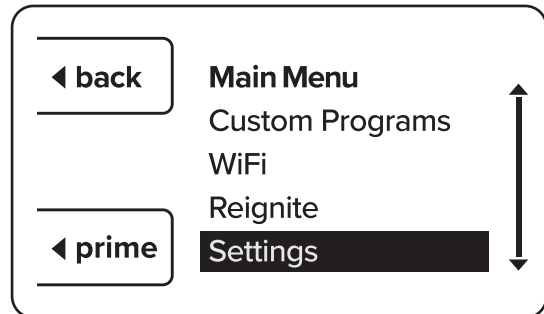 back
Main Menu
Custom Programs
WiFi
Reignite
prime
Settings